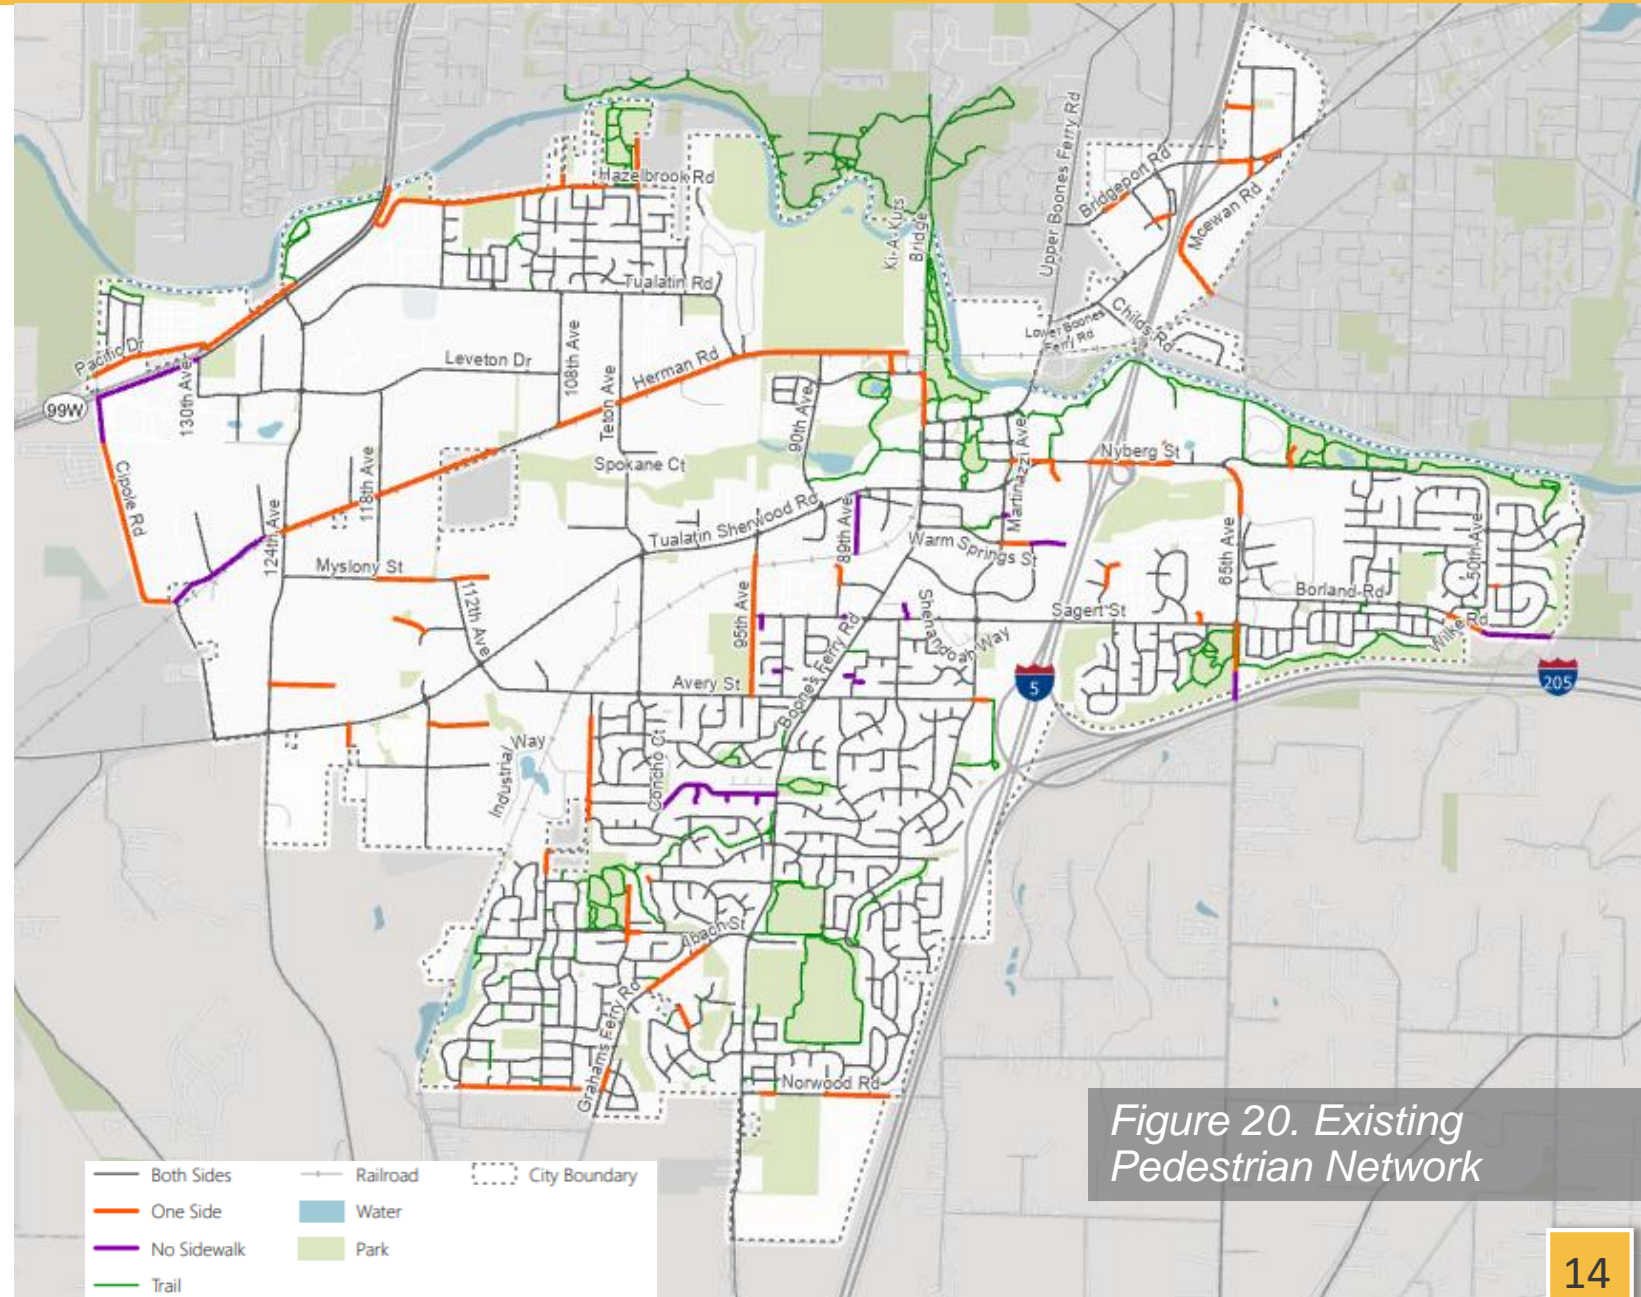 Hazelbrook Rd
Tualatin Rd
Ki-A-Kuts
Bridge
Upper Boones Ferry Rd
Bridgeport Rd
Mcewan Rd
Lower Boones
Ferry Rd
Childs Rd
Pacific Dr
99W
130th Ave
Leveton Dr
108th Ave
Teton Ave
Herman Rd
90th Ave
Cipole Rd
118th Ave
124th Ave
Spokane Ct
Tualatin Sherwood Rd
89th Ave
Martinazzi Ave
Nyberg St
Warm Springs St
65th Ave
50th Ave
Borland Rd
Wilke Rd
Sagert St
Myslony St
112th Ave
95th Ave
Shenandoah Way
Boones Ferry Rd
Avery St
5
205
Industrial Way
Concho Ct
Ibach St
Grahams Ferry Rd
Norwood Rd
Figure 20. Existing
Pedestrian Network
Both Sides
One Side
No Sidewalk
Trail
Railroad
Water
Park
City Boundary
14